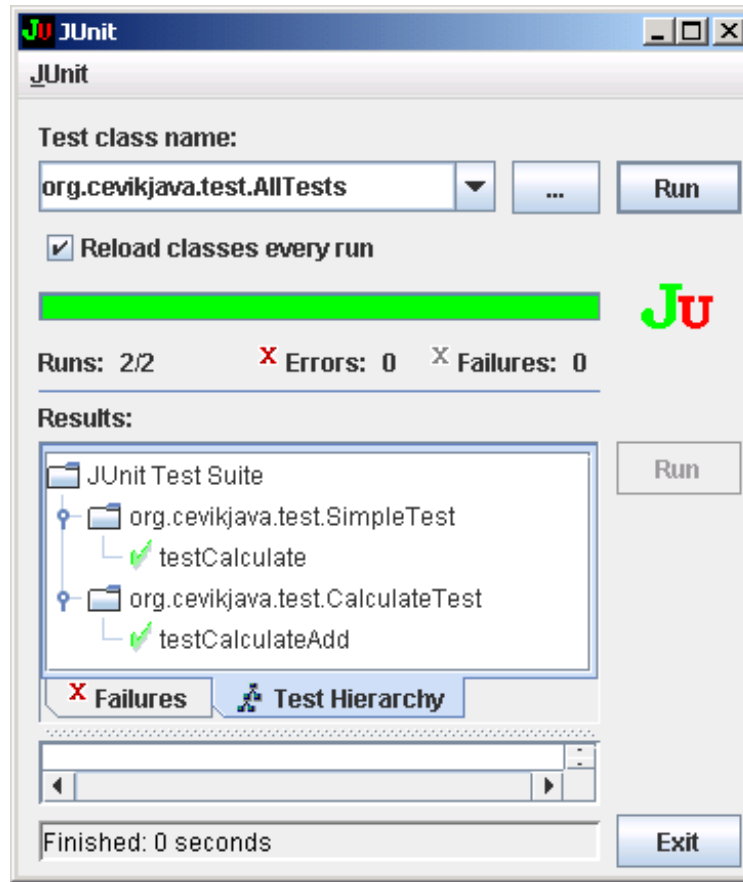 JU JUnit
JUnit
Test class name:
org.cevikjava.test.AllTests ... Run
Reload classes every run
JU
Runs: 2/2 X Errors: 0 X Failures: 0
Results:
JUnit Test Suite Run
org.cevikjava.test.SimpleTest
testCalculate
org.cevikjava.test.CalculateTest
testCalculateAdd
X Failures Test Hierarchy
Finished: 0 seconds Exit